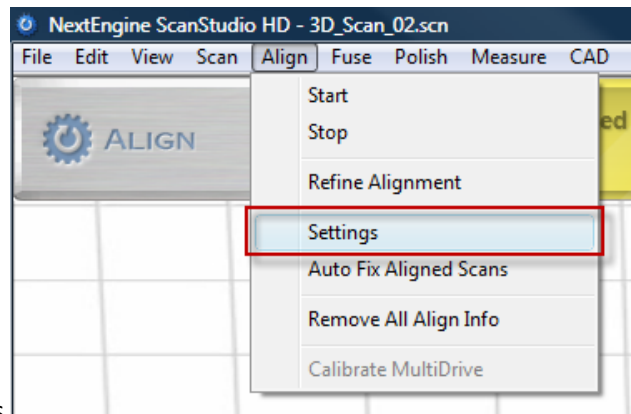 NextEngine ScanStudio HD - 3D_Scan_02.scn
File Edit View Scan Align Fuse Polish Measure CAD
ALIGN
ed
Start
Stop
Refine Alignment
Settings
Auto Fix Aligned Scans
Remove All Align Info
Calibrate MultiDrive